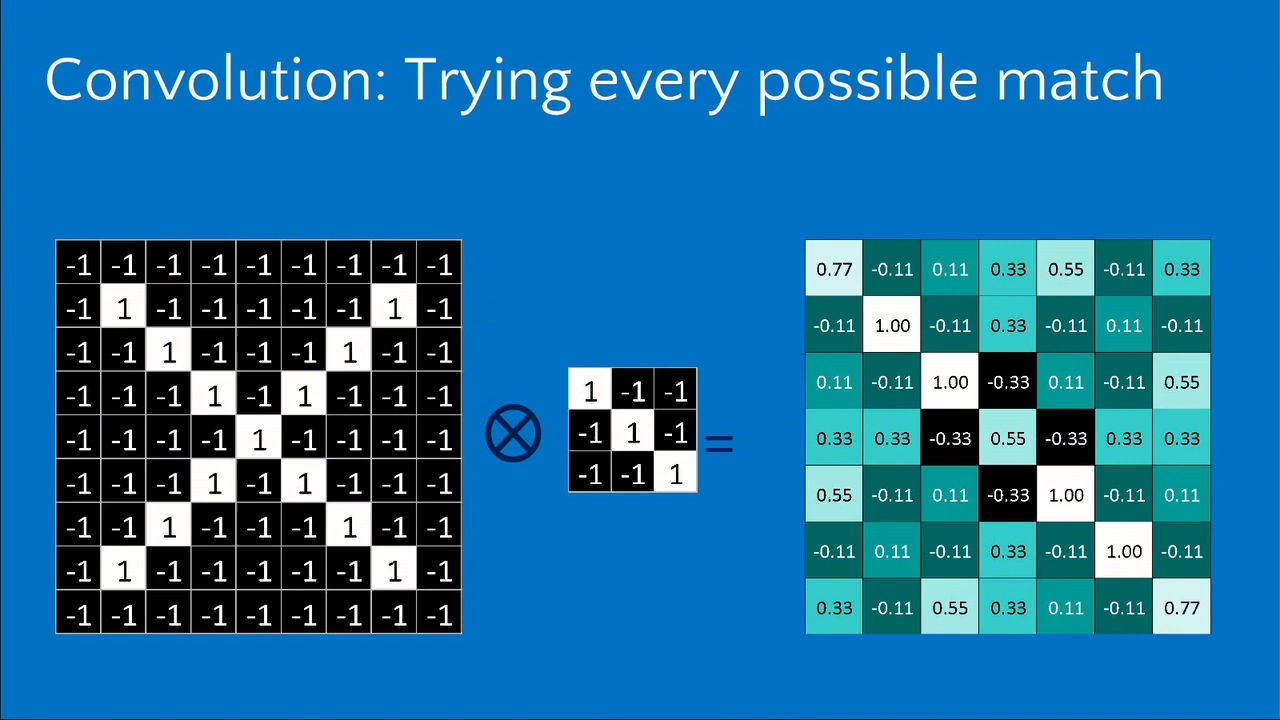 Convolution: Trying every possible match
-1 -1 -1 -1 -1 -1 -1 -1 -1
-1 1 -1 -1 -1 -1 -1 1 -1
-1 -1 1 -1 -1 -1 1 -1 -1
-1 -1 -1 1 -1 1 -1 -1 -1
-1 -1 -1 -1 1 -1 -1 -1 -1
-1 -1 -1 1 -1 1 -1 -1 -1
-1 -1 1 -1 -1 -1 1 -1 -1
-1 1 -1 -1 -1 -1 -1 1 -1
-1 -1 -1 -1 -1 -1 -1 -1 -1
⊗
1 -1 -1
-1 1 -1
-1 -1 1
=
0.77 -0.11 0.11 0.33 0.55 -0.11 0.33
-0.11 1.00 -0.11 0.33 -0.11 0.11 -0.11
0.11 -0.11 1.00 -0.33 0.11 -0.11 0.55
0.33 0.33 -0.33 0.55 -0.33 0.33 0.33
0.55 -0.11 0.11 -0.33 1.00 -0.11 0.11
-0.11 0.11 -0.11 0.33 -0.11 1.00 -0.11
0.33 -0.11 0.55 0.33 0.11 -0.11 0.77